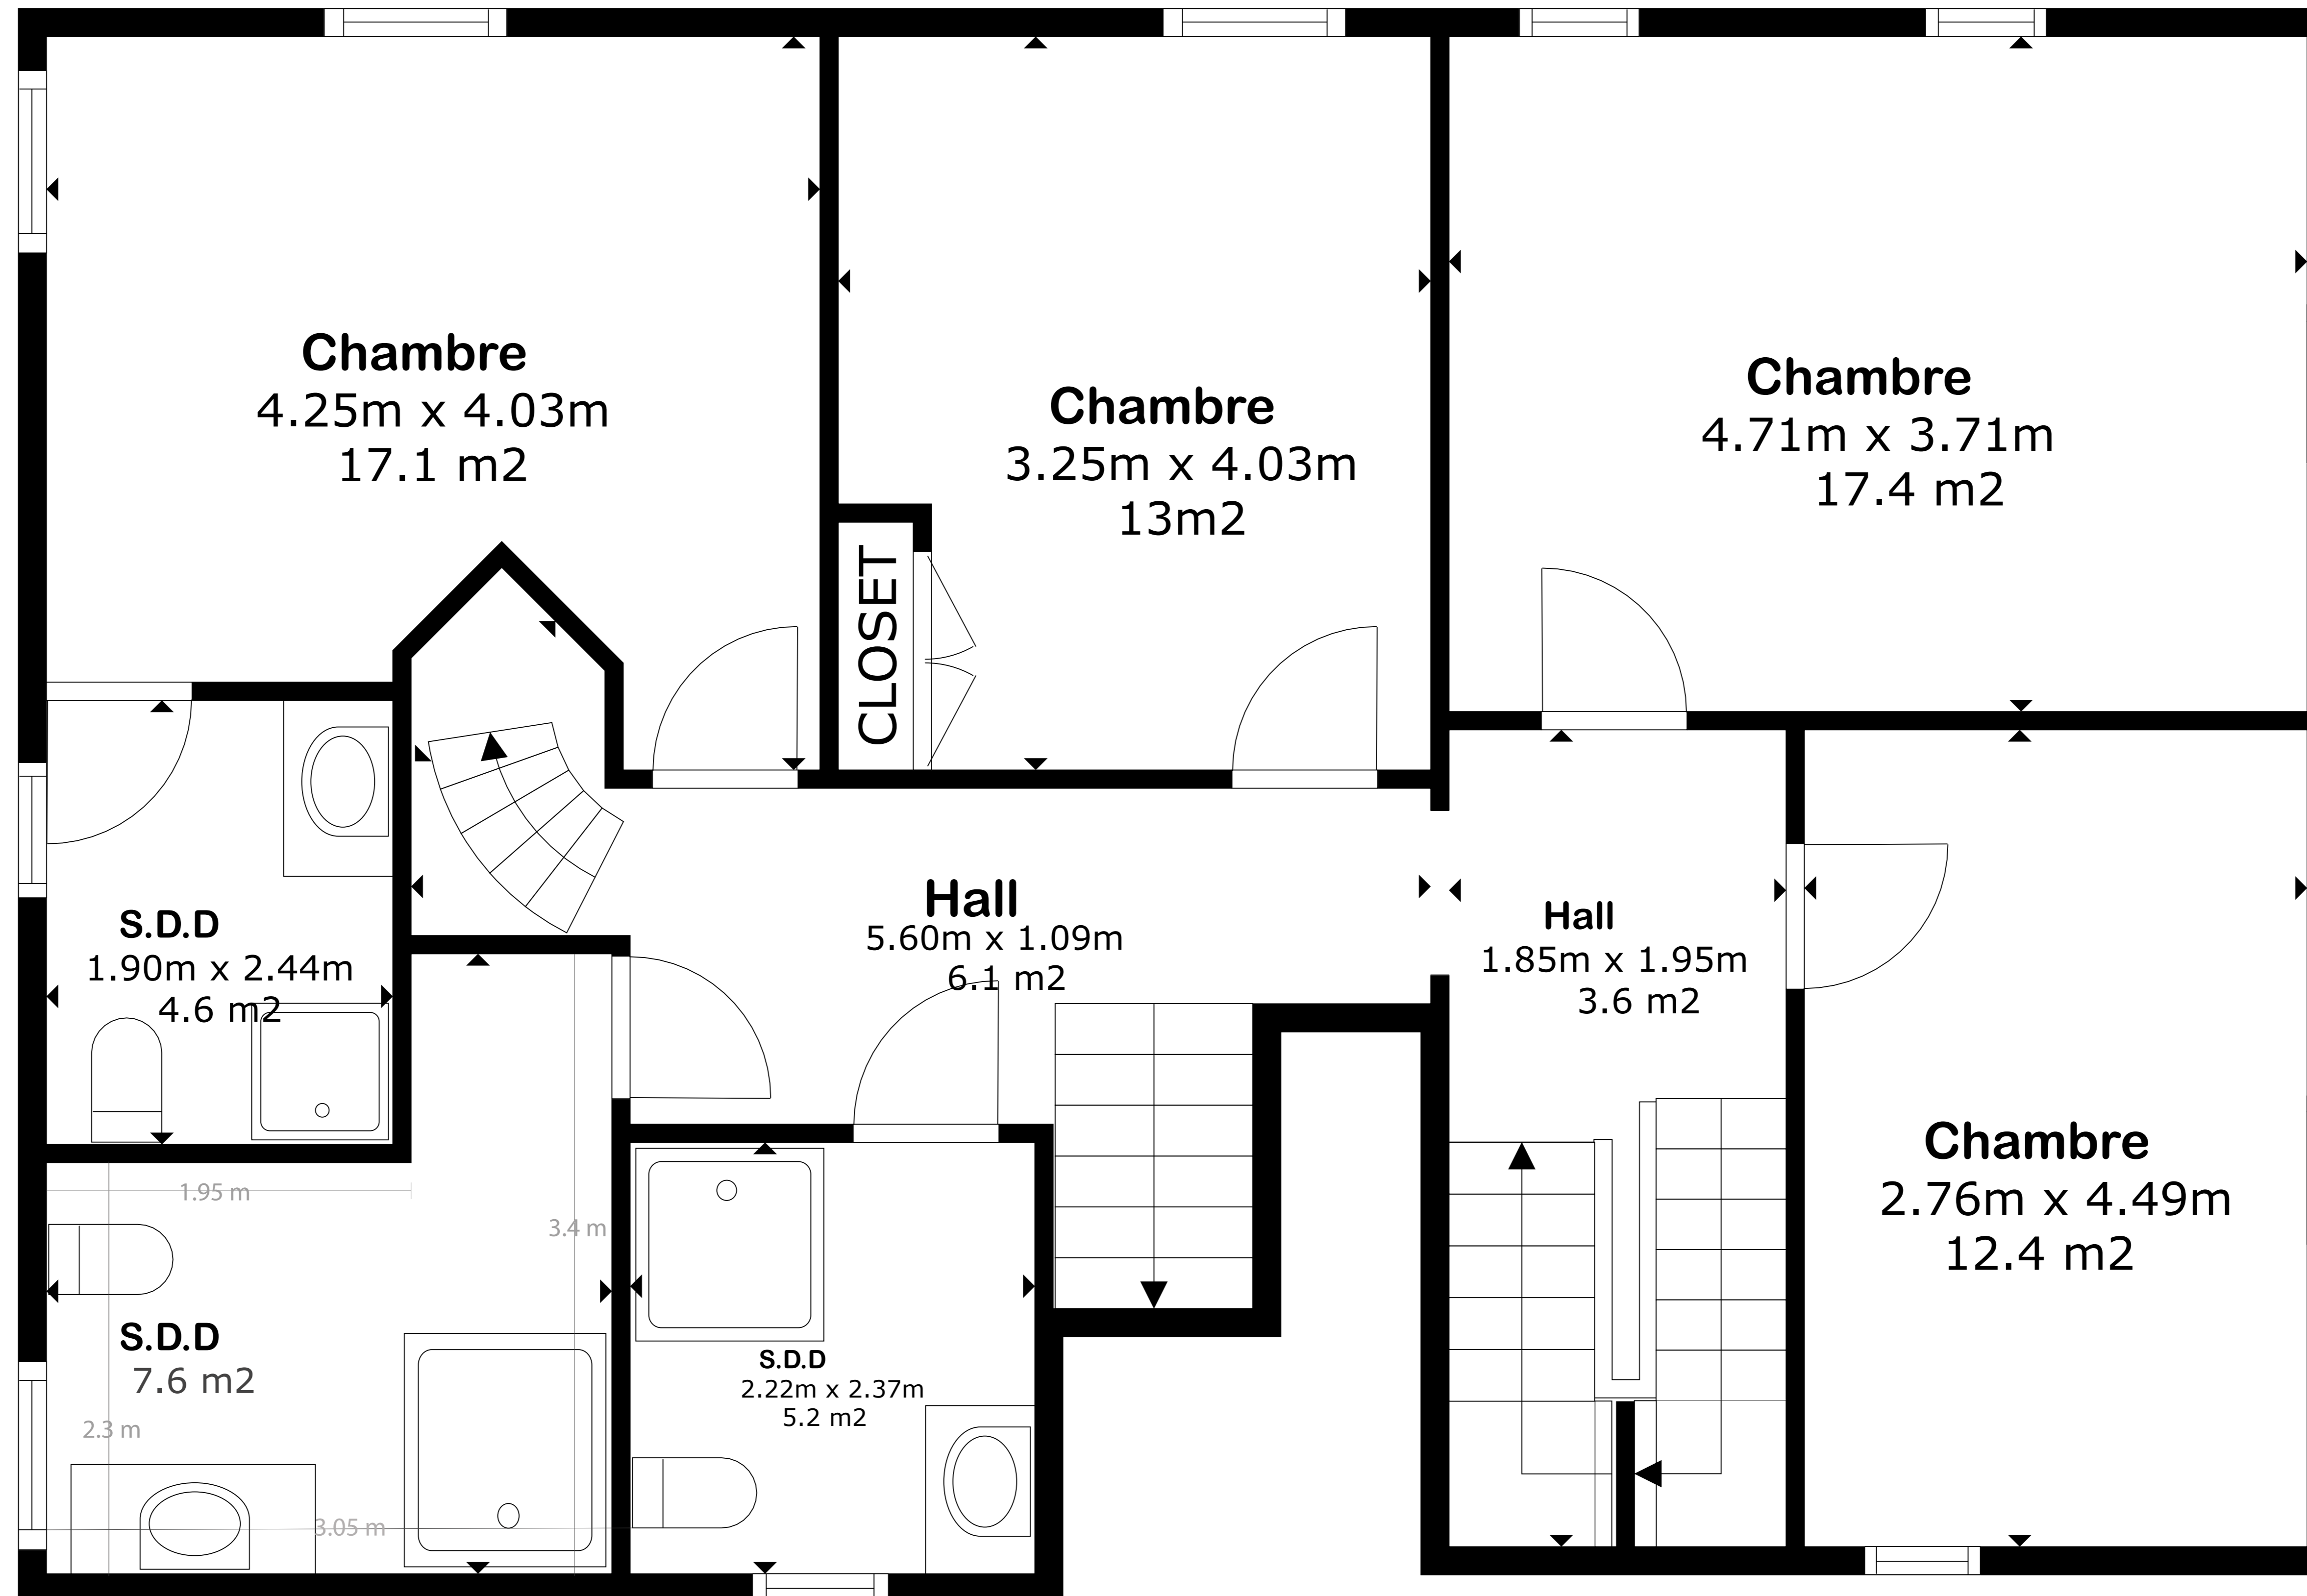 Chambre
4.25m x 4.03m
17.1 m2
Chambre
3.25m x 4.03m
13m2
CLOSET
Chambre
4.71m x 3.71m
17.4 m2
S.D.D
1.90m x 2.44m
4.6 m2
Hall
5.60m x 1.09m
6.1 m2
Hall
1.85m x 1.95m
3.6 m2
Chambre
2.76m x 4.49m
12.4 m2
1.95 m
3.4 m
S.D.D
7.6 m2
2.3 m
3.05 m
S.D.D
2.22m x 2.37m
5.2 m2